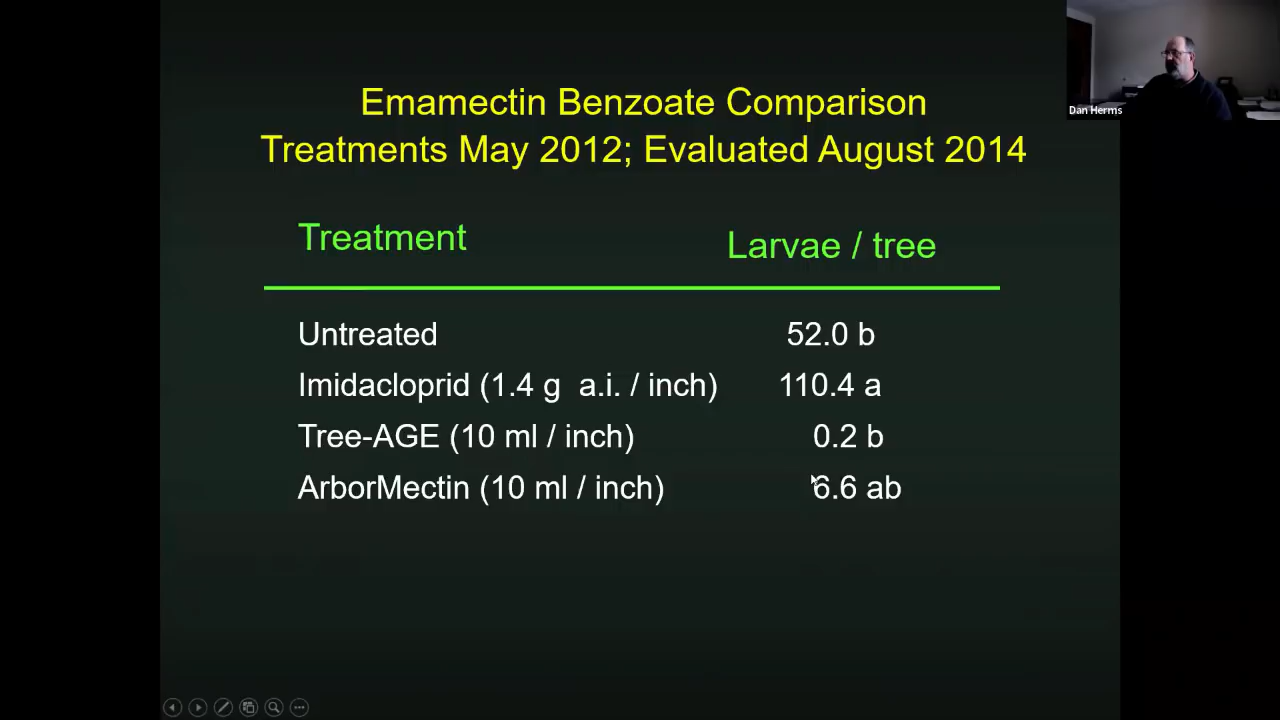 Emamectin Benzoate Comparison
Treatments May 2012; Evaluated August 2014
Treatment Larvae / tree
Untreated 52.0 b
Imidacloprid (1.4 g a.i. / inch) 110.4 a
Tree-AGE (10 ml / inch) 0.2 b
ArborMectin (10 ml / inch) 6.6 ab
Dan Herms